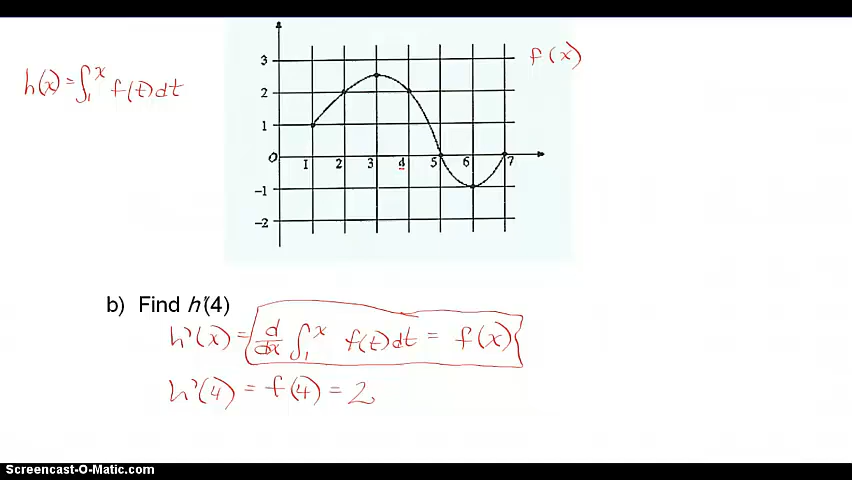 f(x)
h(x) = ∫₁ˣ f(t)dt
3
2
1
O 1 2 3 4 5 6 7
-1
-2
b) Find h'(4)
h'(x) = d/dx ∫₁ˣ f(t)dt = f(x)
h'(4) = f(4) = 2
Screencast-O-Matic.com